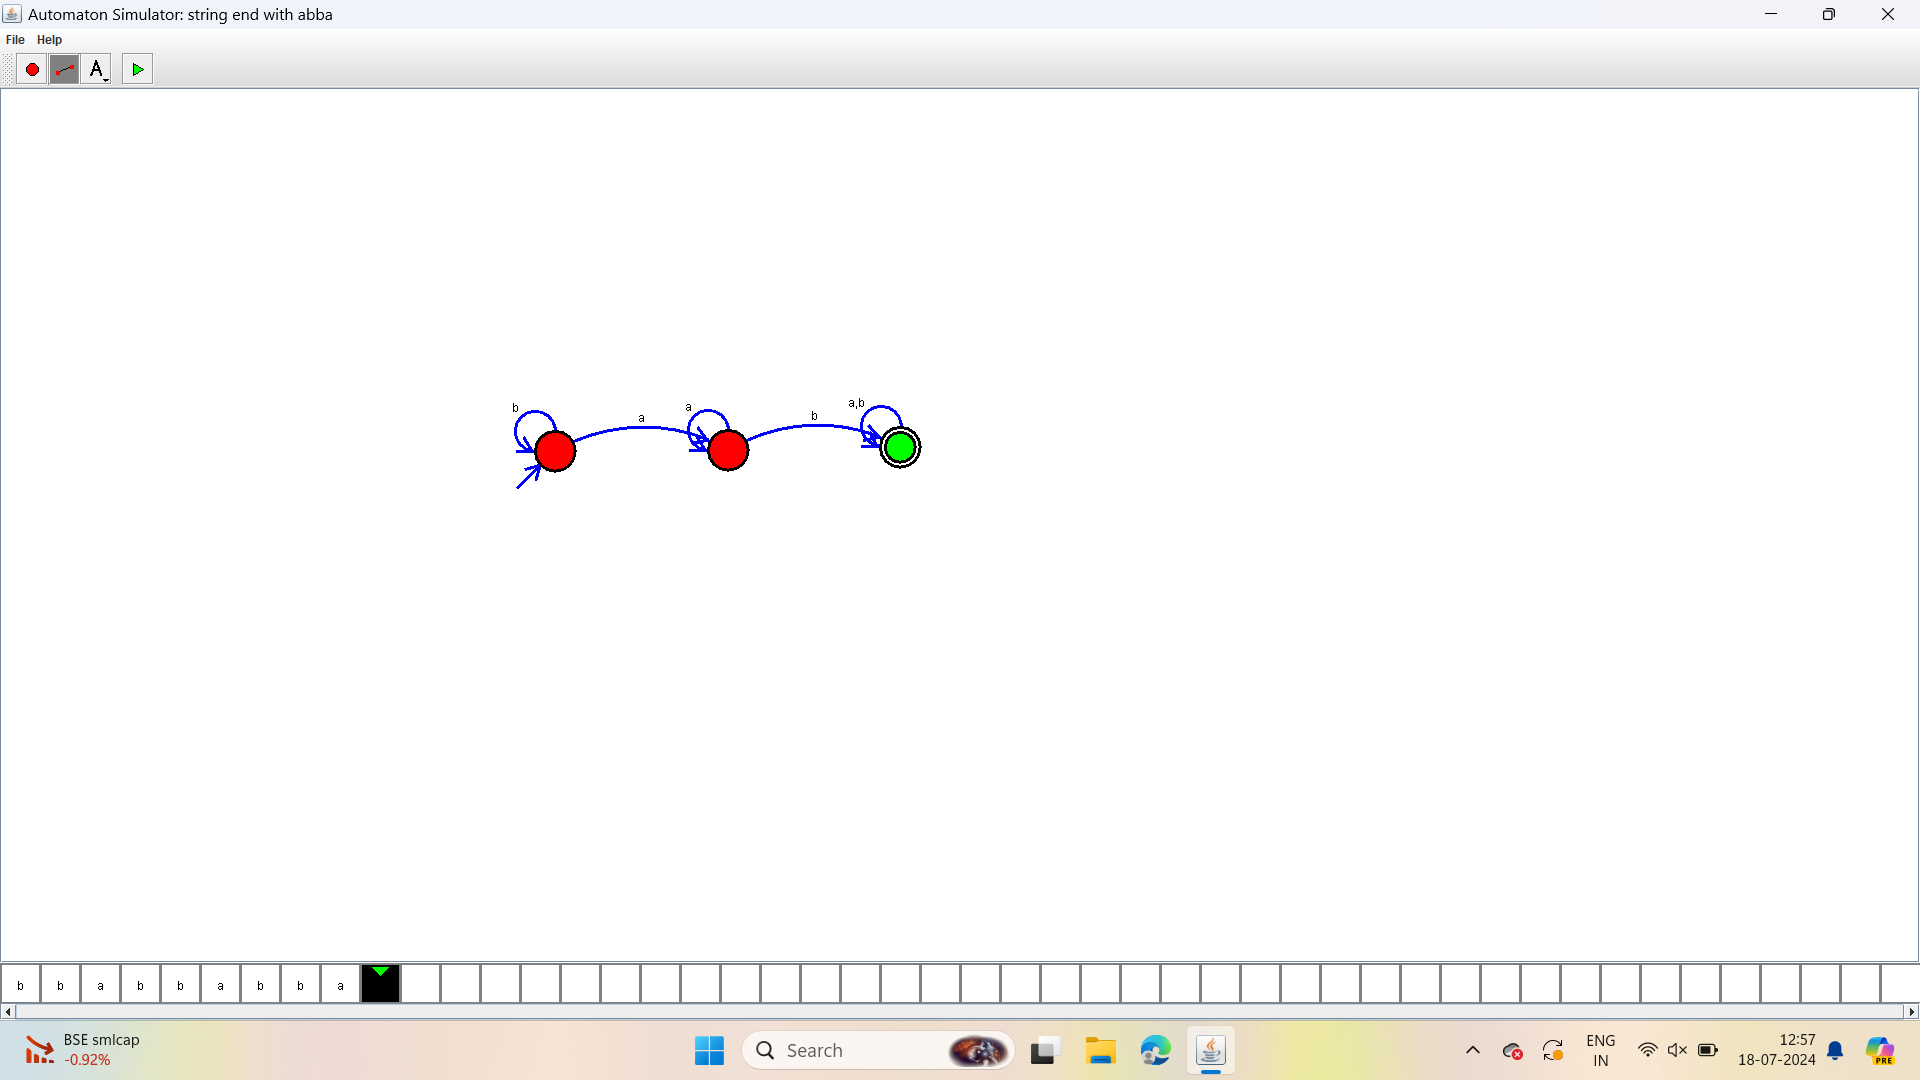 Automaton Simulator: string end with abba
File Help
A
b a a b a,b
b b a b b a b b a
BSE smlcap
-0.92%
Search
ENG
IN
12:57
18-07-2024
PRE